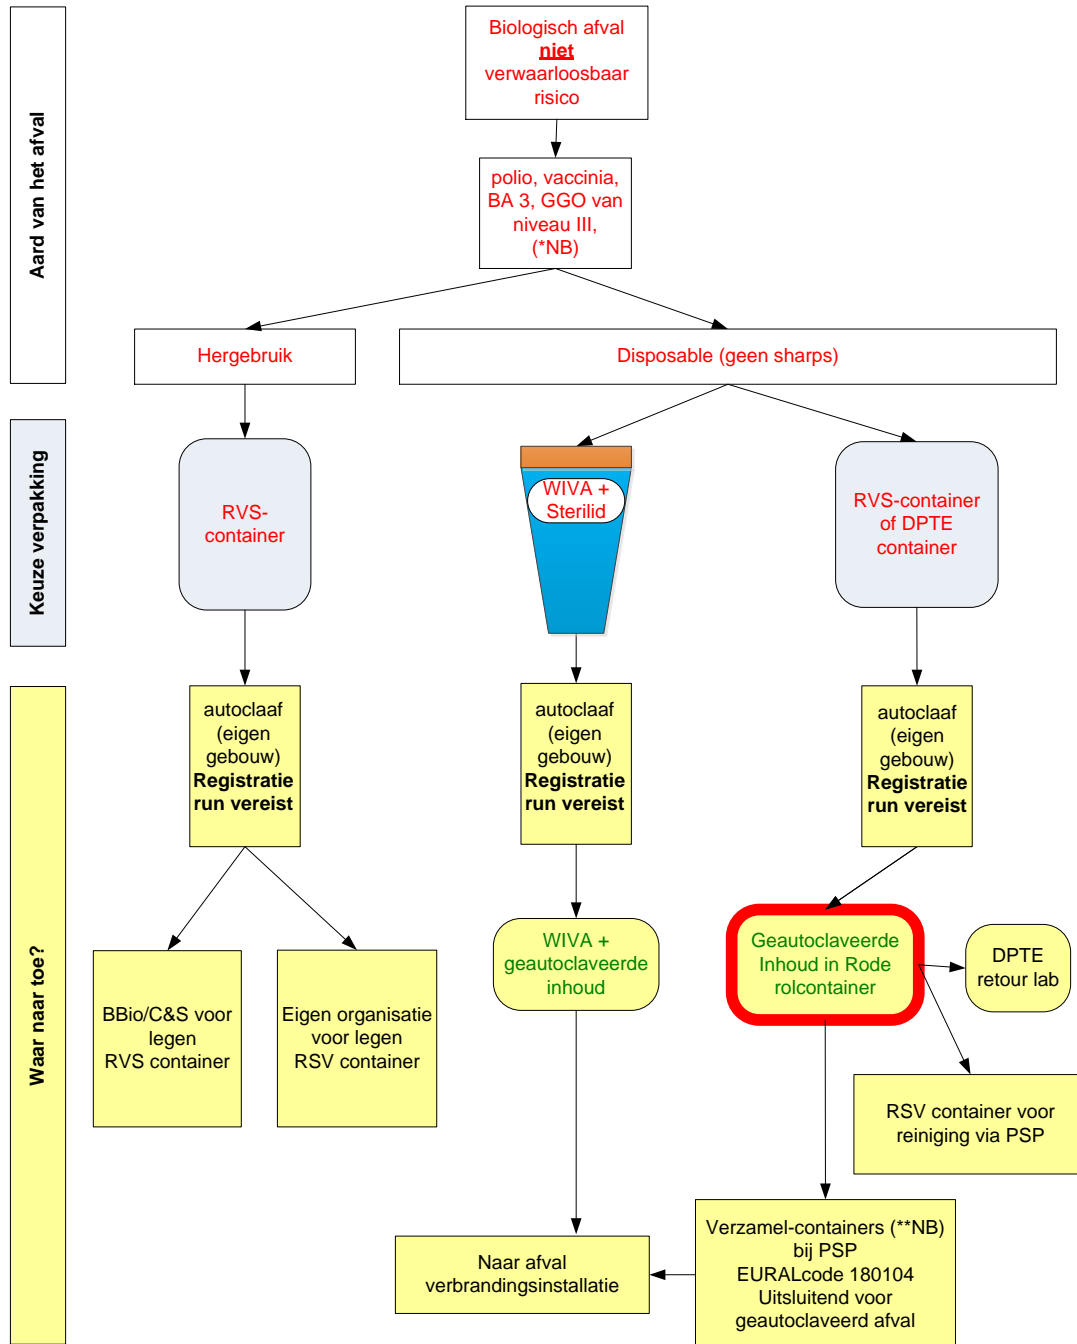 Aard van het afval
Biologisch afval
niet
verwaarloosbaar
risico
polio, vaccinia,
BA 3, GGO van
niveau III,
(*NB)
Hergebruik
Disposable (geen sharps)
Keuze verpakking
RVS-
container
WIVA +
Sterilid
RVS-container
of DPTE
container
Waar naar toe?
autoclaaf
(eigen
gebouw)
Registratie
run vereist
autoclaaf
(eigen
gebouw)
Registratie
run vereist
autoclaaf
(eigen
gebouw)
Registratie
run vereist
BBio/C&S voor
legen
RVS container
Eigen organisatie
voor legen
RSV container
WIVA +
geautoclaveerde
inhoud
Geautoclaveerde
Inhoud in Rode
rolcontainer
DPTE
retour lab
RSV container voor
reiniging via PSP
Naar afval
verbrandingsinstallatie
Verzamel-containers (**NB)
bij PSP
EURALcode 180104
Uitsluitend voor
geautoclaveerd afval